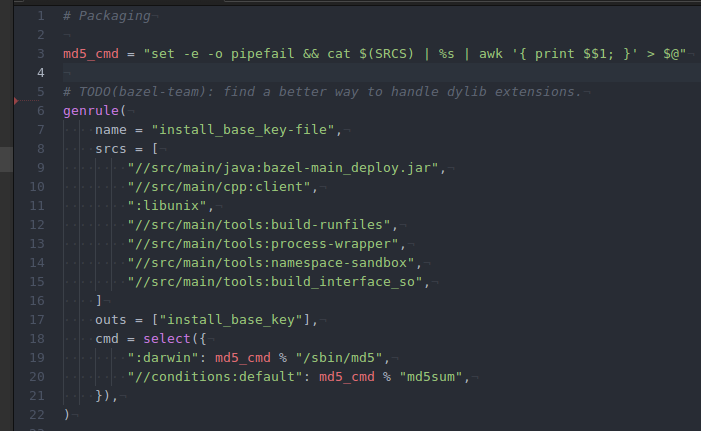 1 # Packaging
2
3 md5_cmd = "set -e -o pipefail && cat $(SRCS) | %s | awk '{ print $$1; }' > $@"
4
5 # TODO(bazel-team): find a better way to handle dylib extensions.
6 genrule(
7     name = "install_base_key-file",
8     srcs = [
9         "//src/main/java:bazel-main_deploy.jar",
10         "//src/main/cpp:client",
11         ":libunix",
12         "//src/main/tools:build-runfiles",
13         "//src/main/tools:process-wrapper",
14         "//src/main/tools:namespace-sandbox",
15         "//src/main/tools:build_interface_so",
16     ]
17     outs = ["install_base_key"],
18     cmd = select({
19         ":darwin": md5_cmd % "/sbin/md5",
20         "//conditions:default": md5_cmd % "md5sum",
21     }),
22 )